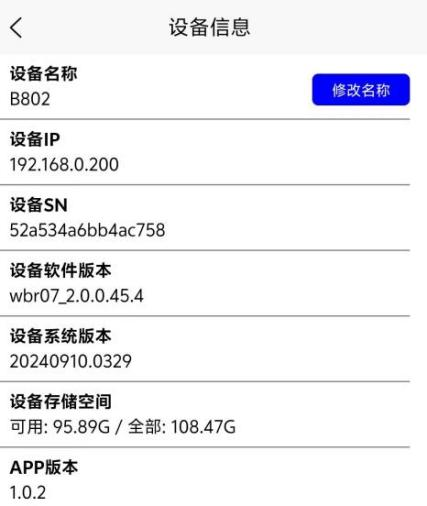 设备信息
设备名称
B802
修改名称
设备IP
192.168.0.200
设备SN
52a534a6bb4ac758
设备软件版本
wbr07_2.0.0.45.4
设备系统版本
20240910.0329
设备存储空间
可用: 95.89G / 全部: 108.47G
APP版本
1.0.2